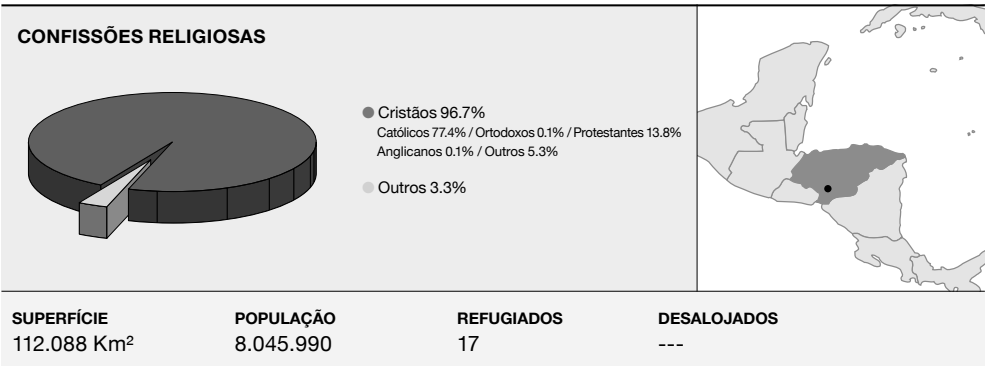 CONFISSÕES RELIGIOSAS
Cristãos 96.7%
Católicos 77.4% / Ortodoxos 0.1% / Protestantes 13.8%
Anglicanos 0.1% / Outros 5.3%
Outros 3.3%
SUPERFÍCIE POPULAÇÃO REFUGIADOS DESALOJADOS
112.088 Km² 8.045.990 17 ---